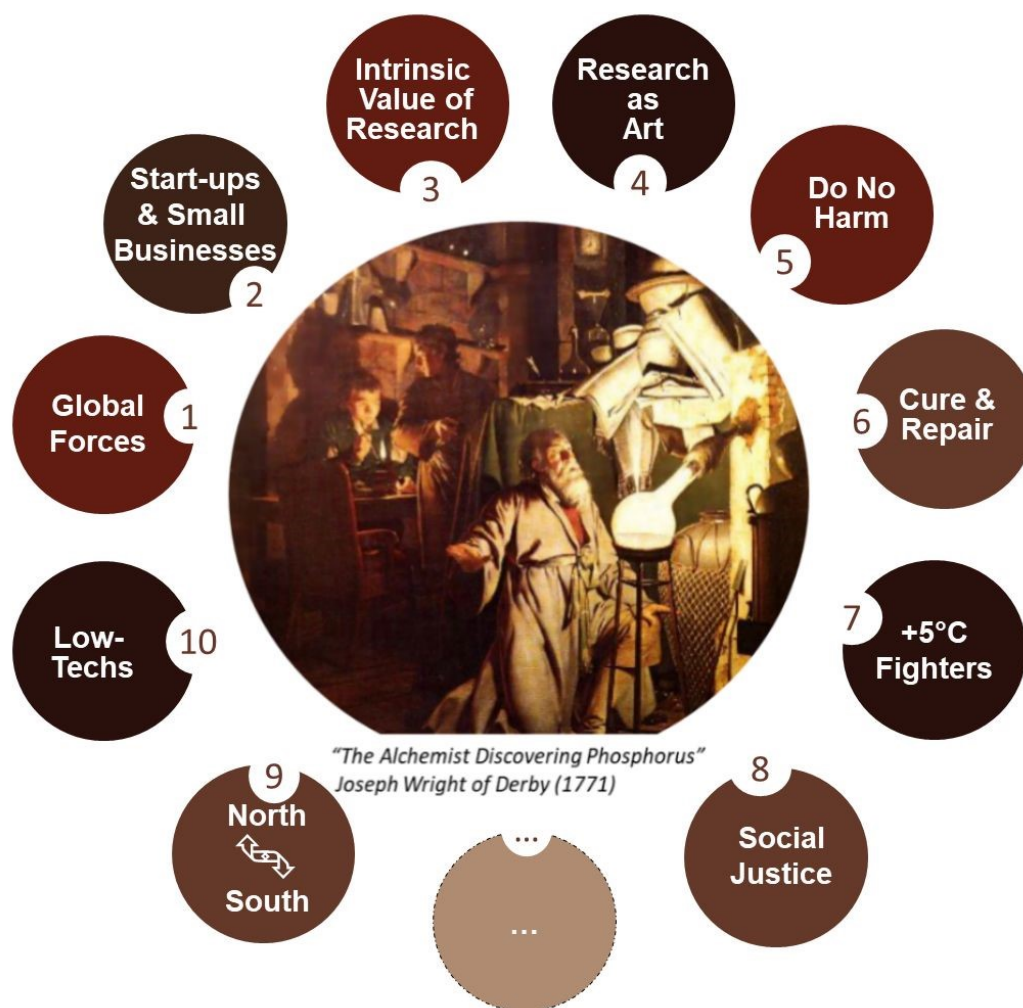 Global
Forces
1
Start-ups
& Small
Businesses
2
Intrinsic
Value of
Research
3
Research
as
Art
4
Do No
Harm
5
Cure &
Repair
6
+5°C
Fighters
7
8
Social
Justice
9
North
South
Low-
Techs
10
...
...
“The Alchemist Discovering Phosphorus”
Joseph Wright of Derby (1771)